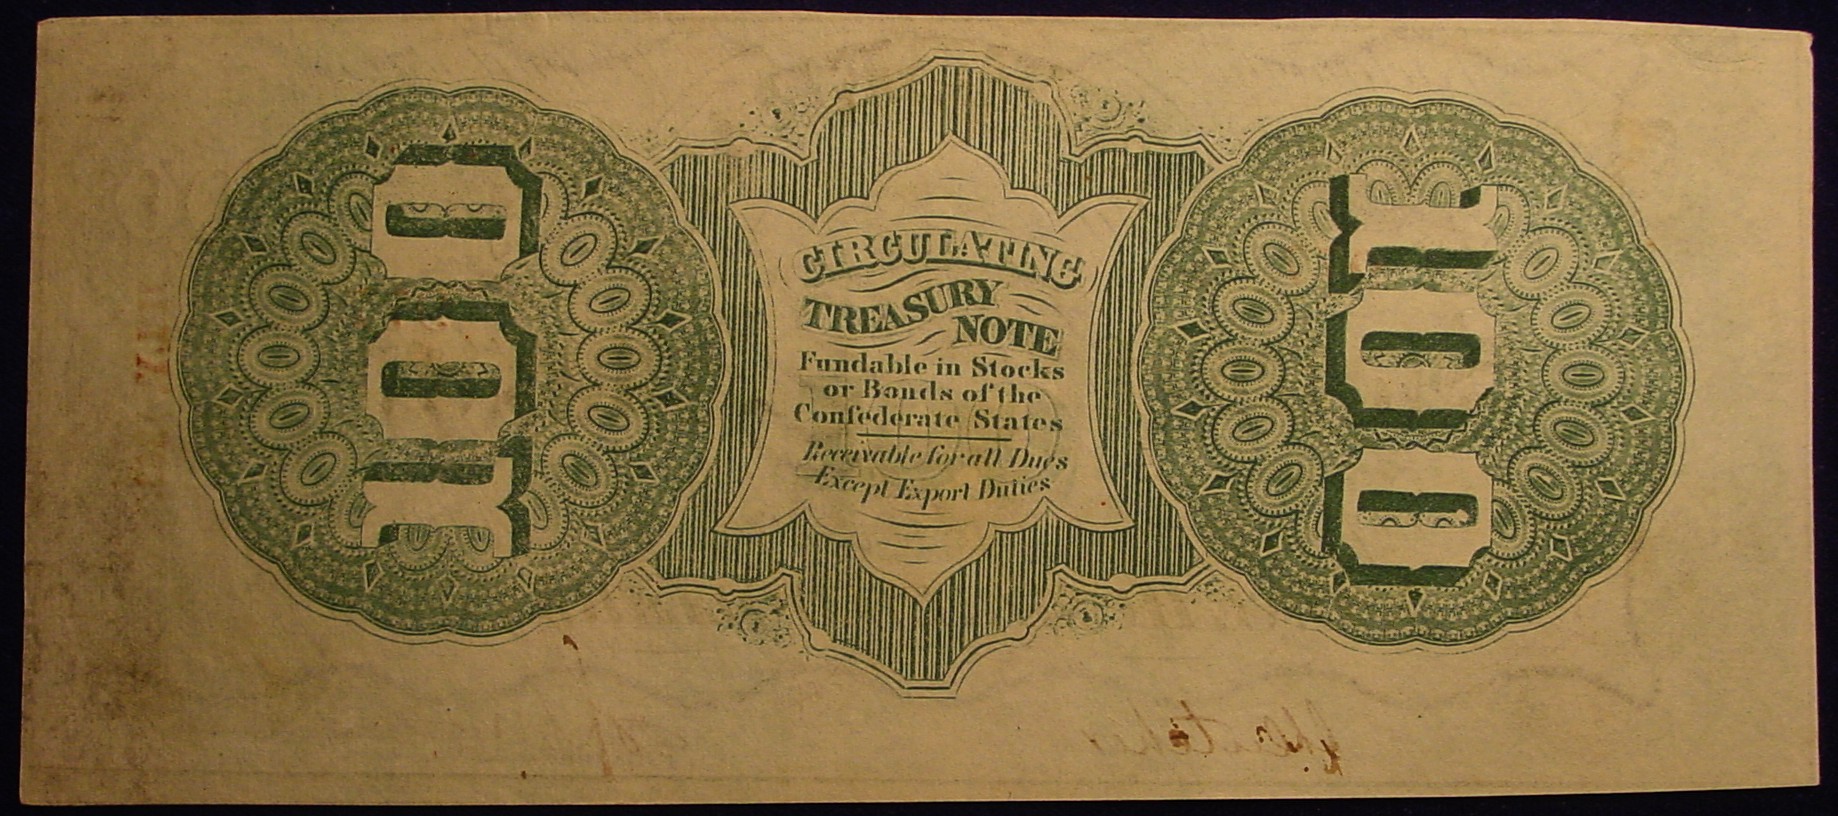 100
CIRCULATING
TREASURY
NOTE
Fundable in Stocks
or Bonds of the
Confederate States
Receivable for all Dues
Except Export Duties
100